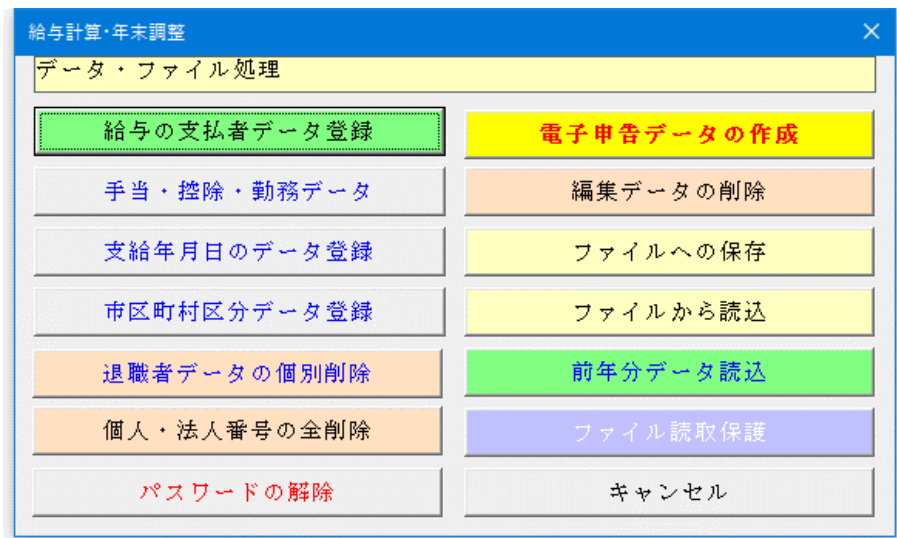 給与計算･年末調整
データ・ファイル処理
給与の支払者データ登録
電子申告データの作成
手当・控除・勤務データ
編集データの削除
支給年月日のデータ登録
ファイルへの保存
市区町村区分データ登録
ファイルから読込
退職者データの個別削除
前年分データ読込
個人・法人番号の全削除
ファイル読取保護
パスワードの解除
キャンセル